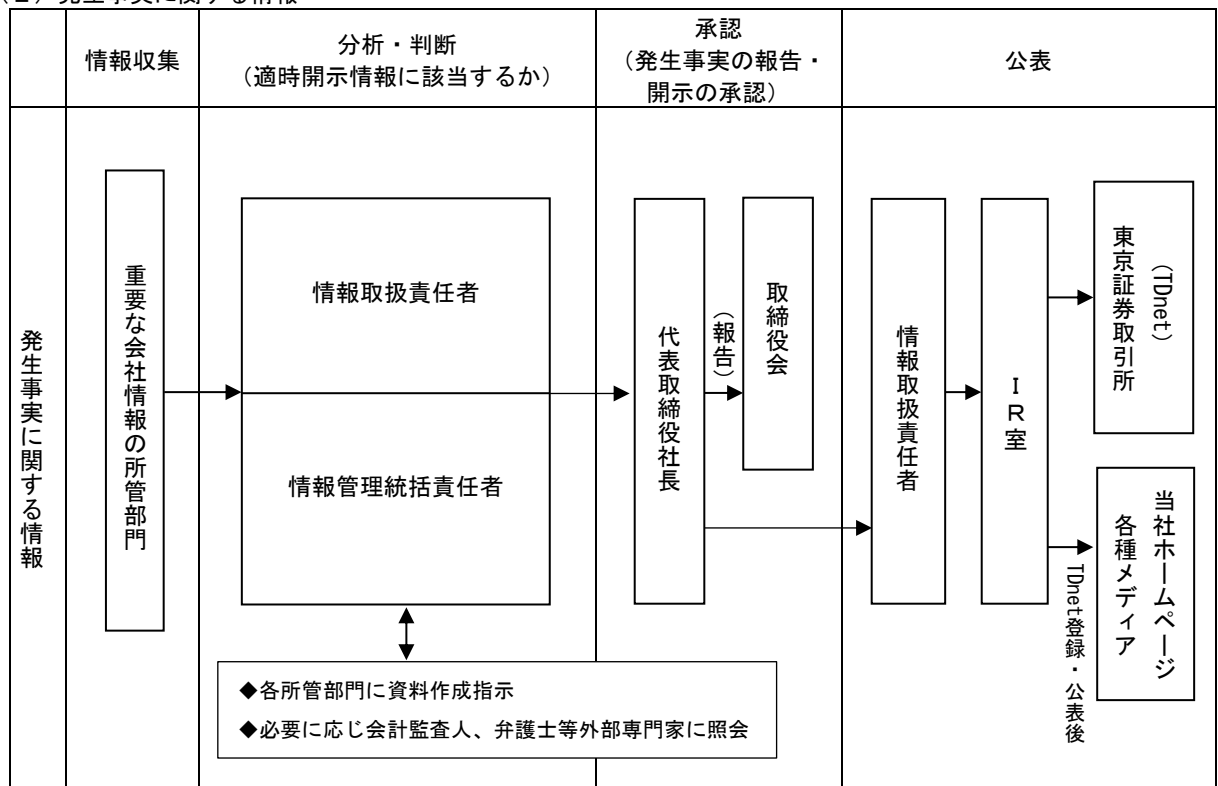 （２）発生事実に関する情報
情報収集
分析・判断
（適時開示情報に該当するか）
承認
（発生事実の報告・
開示の承認）
公表
発生事実に関する情報
重要な会社情報の所管部門
情報取扱責任者
情報管理統括責任者
◆各所管部門に資料作成指示
◆必要に応じ会計監査人、弁護士等外部専門家に照会
代表取締役社長
（報告）
取締役会
情報取扱責任者
ＩＲ室
東京証券取引所
（TDnet）
TDnet登録・公表後
当社ホームページ
各種メディア